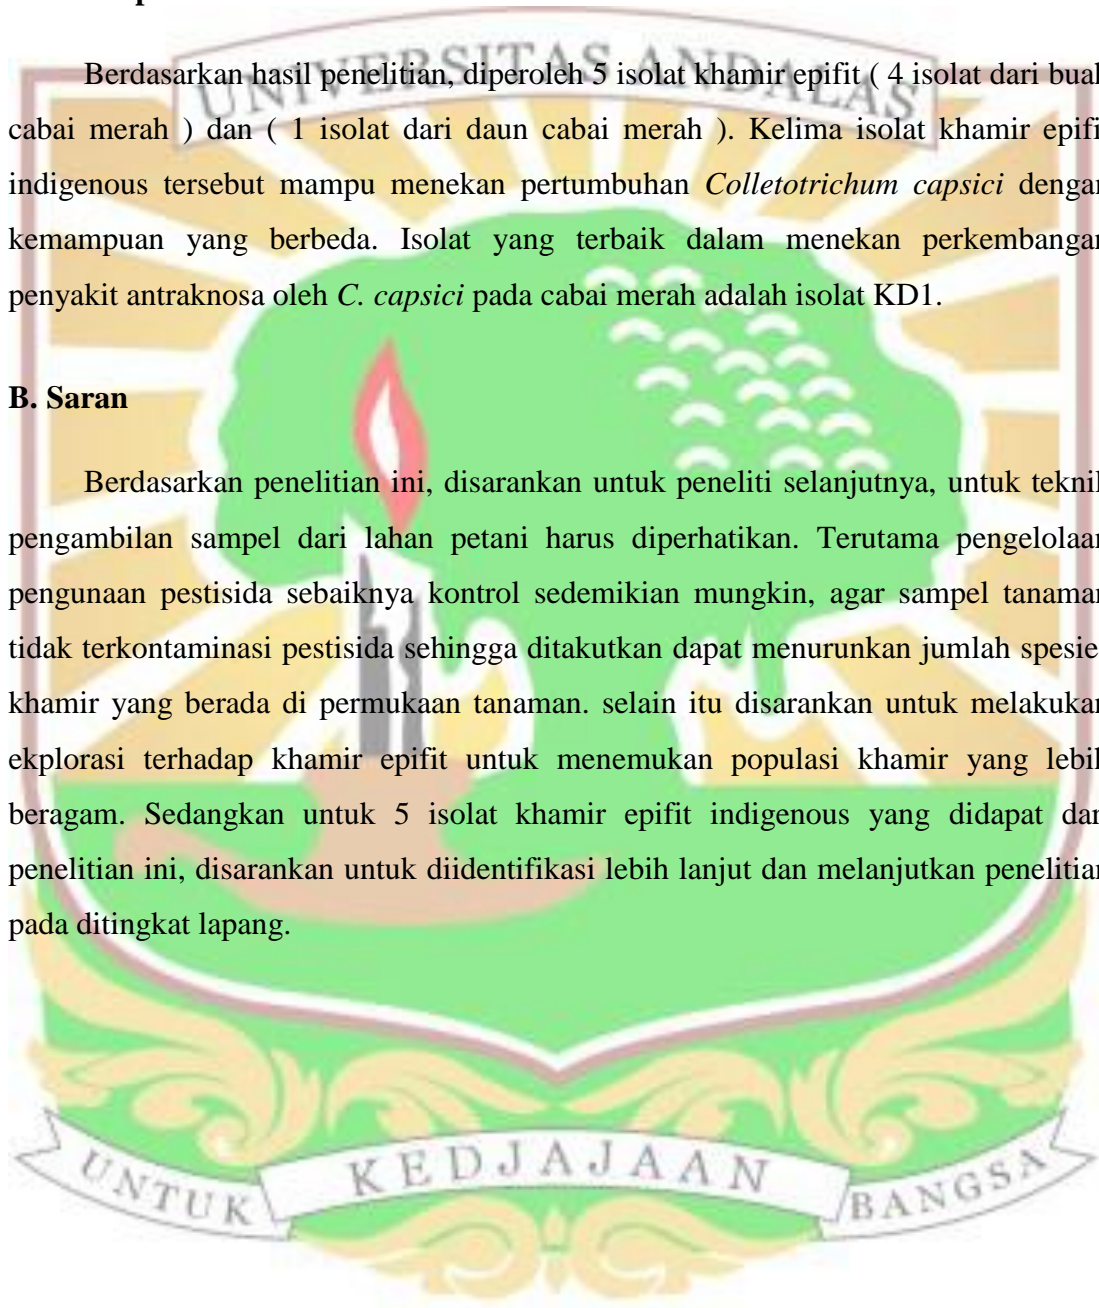 UNIVERSITAS ANDALAS
Berdasarkan hasil penelitian, diperoleh 5 isolat khamir epifit ( 4 isolat dari buah
cabai merah ) dan ( 1 isolat dari daun cabai merah ). Kelima isolat khamir epifi
indigenous tersebut mampu menekan pertumbuhan Colletotrichum capsici dengan
kemampuan yang berbeda. Isolat yang terbaik dalam menekan perkembangan
penyakit antraknosa oleh C. capsici pada cabai merah adalah isolat KD1.
B. Saran
Berdasarkan penelitian ini, disarankan untuk peneliti selanjutnya, untuk teknik
pengambilan sampel dari lahan petani harus diperhatikan. Terutama pengelolaan
pengunaan pestisida sebaiknya kontrol sedemikian mungkin, agar sampel tanaman
tidak terkontaminasi pestisida sehingga ditakutkan dapat menurunkan jumlah spesie
khamir yang berada di permukaan tanaman. selain itu disarankan untuk melakukan
ekplorasi terhadap khamir epifit untuk menemukan populasi khamir yang lebih
beragam. Sedangkan untuk 5 isolat khamir epifit indigenous yang didapat dar
penelitian ini, disarankan untuk diidentifikasi lebih lanjut dan melanjutkan penelitian
pada ditingkat lapang.
UNTUK KEDJAJAAN BANGSA